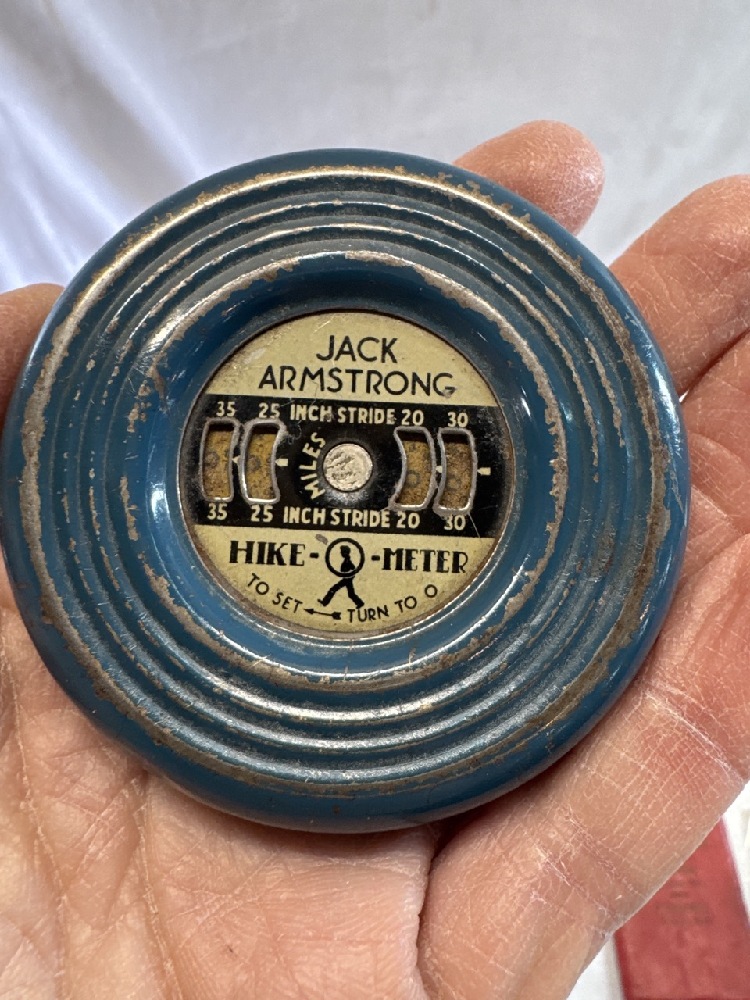 JACK
ARMSTRONG
35 25 INCH STRIDE 20 30
MILES
35 25 INCH STRIDE 20 30
HIKE-O-METER
TO SET TURN TO O